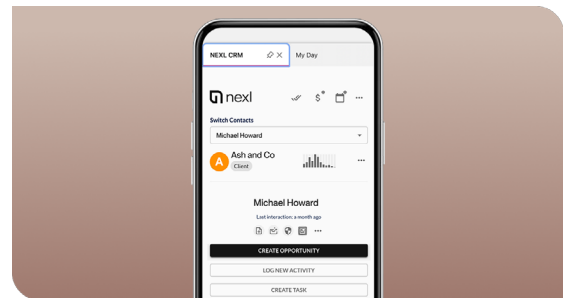 NEXL CRM
My Day
nexl
$
Switch Contacts
Michael Howard
A
Ash and Co
Client
Michael Howard
Last interaction: a month ago
CREATE OPPORTUNITY
LOG NEW ACTIVITY
CREATE TASK